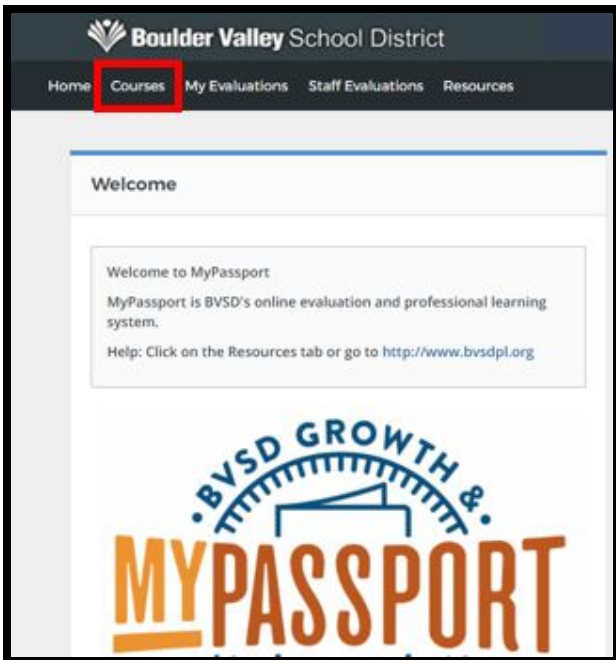 Boulder Valley School District
Home Courses My Evaluations Staff Evaluations Resources
Welcome
Welcome to MyPassport
MyPassport is BVSD's online evaluation and professional learning
system.
Help: Click on the Resources tab or go to http://www.bvsdpl.org
• BVSD GROWTH & •
MYPASSPORT